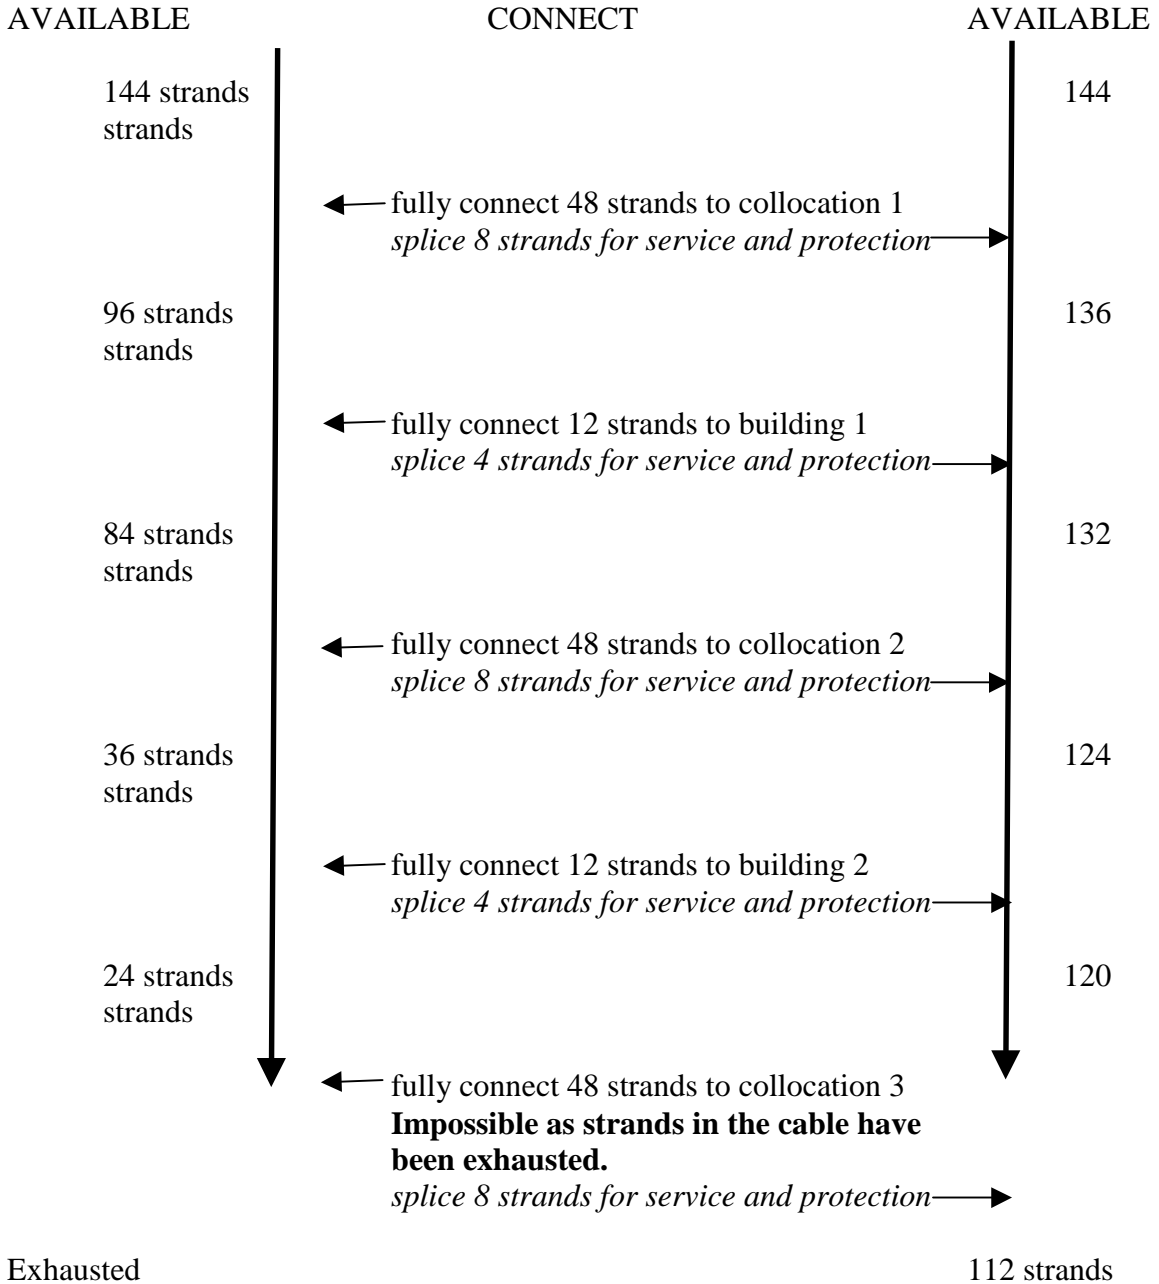 AVAILABLE CONNECT AVAILABLE
144 strands 144
strands
fully connect 48 strands to collocation 1
splice 8 strands for service and protection
96 strands 136
strands
fully connect 12 strands to building 1
splice 4 strands for service and protection
84 strands 132
strands
fully connect 48 strands to collocation 2
splice 8 strands for service and protection
36 strands 124
strands
fully connect 12 strands to building 2
splice 4 strands for service and protection
24 strands 120
strands
fully connect 48 strands to collocation 3
Impossible as strands in the cable have
been exhausted.
splice 8 strands for service and protection
Exhausted 112 strands